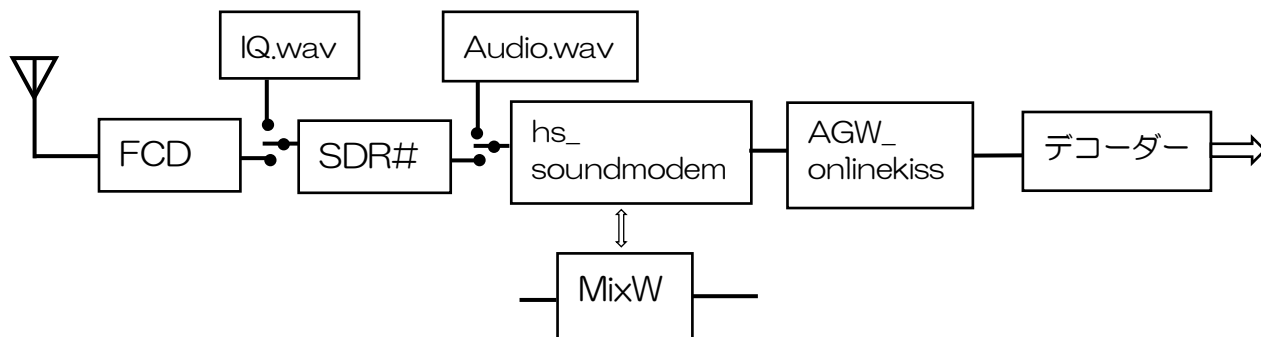 IQ.wav
Audio.wav
FCD
SDR#
hs_
soundmodem
AGW_
onlinekiss
デコーダー
MixW